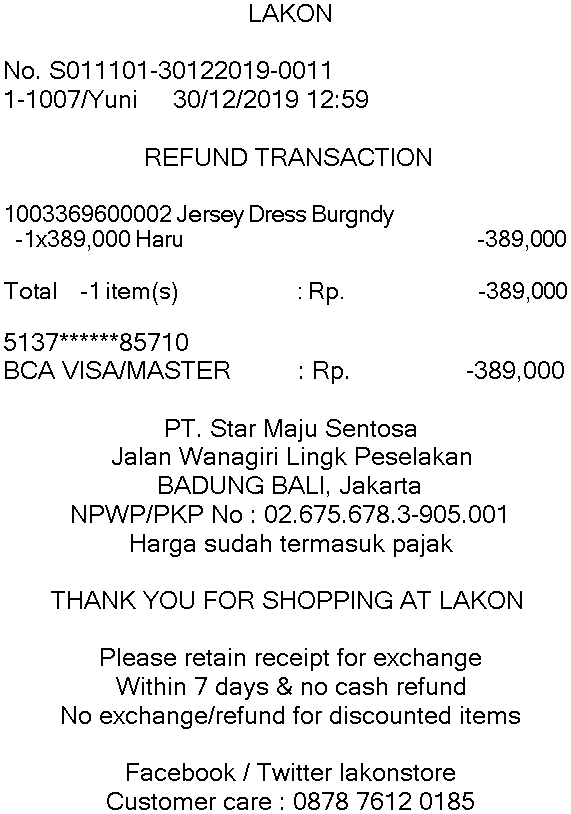 LAKON
No. S011101-30122019-0011
1-1007/Yuni 30/12/2019 12:59
REFUND TRANSACTION
1003369600002 Jersey Dress Burgndy
-1x389,000 Haru -389,000
Total -1 item(s) : Rp. -389,000
5137******85710
BCA VISA/MASTER : Rp. -389,000
PT. Star Maju Sentosa
Jalan Wanagiri Lingk Peselakan
BADUNG BALI, Jakarta
NPWP/PKP No : 02.675.678.3-905.001
Harga sudah termasuk pajak
THANK YOU FOR SHOPPING AT LAKON
Please retain receipt for exchange
Within 7 days & no cash refund
No exchange/refund for discounted items
Facebook / Twitter lakonstore
Customer care : 0878 7612 0185